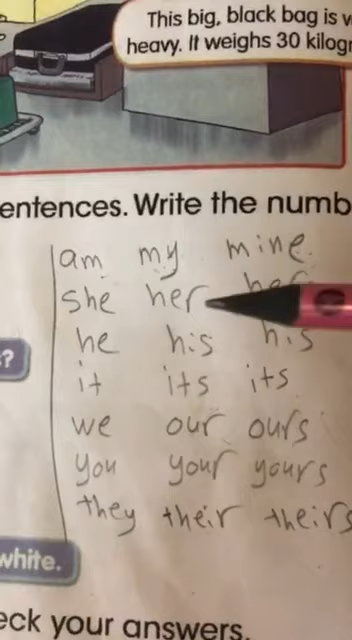 This big, black bag is
heavy. It weighs 30
entences. Write the numb
am my mine
she her
he his his
?
it its its
we our ours
you your yours
they their theirs
white.
eck your answers.